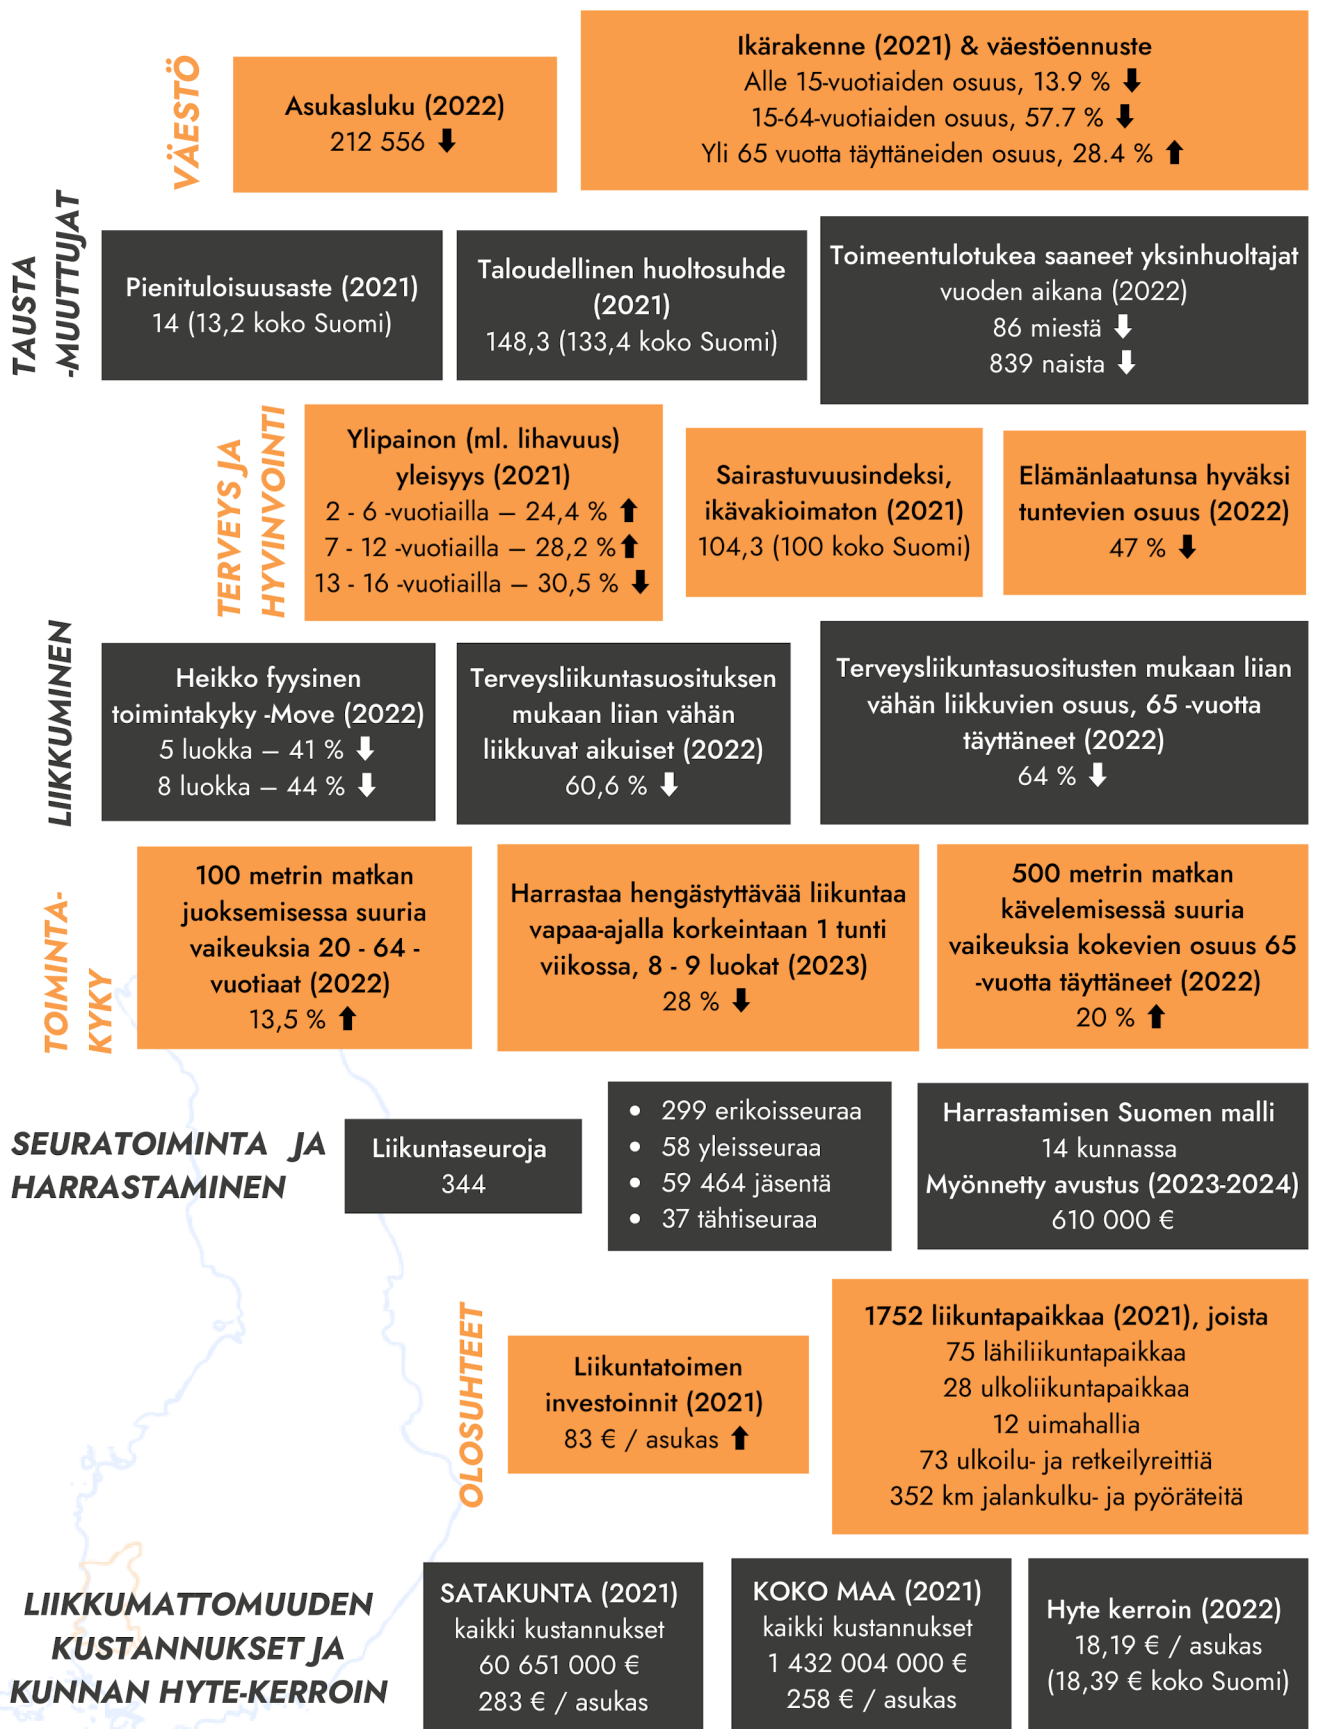 VÄESTÖ
Asukasluku (2022)
212 556 ⬇
Ikärakenne (2021) & väestöennuste
Alle 15-vuotiaiden osuus, 13.9 % ⬇
15-64-vuotiaiden osuus, 57.7 % ⬇
Yli 65 vuotta täyttäneiden osuus, 28.4 % ⬆
TAUSTA
-MUUTTUJAT
Pienituloisuusaste (2021)
14 (13,2 koko Suomi)
Taloudellinen huoltosuhde
(2021)
148,3 (133,4 koko Suomi)
Toimeentulotukea saaneet yksinhuoltajat
vuoden aikana (2022)
86 miestä ⬇
839 naista ⬇
TERVEYS JA
HYVINVOINTI
Ylipainon (ml. lihavuus)
yleisyys (2021)
2 - 6 -vuotiailla – 24,4 % ⬆
7 - 12 -vuotiailla – 28,2 % ⬆
13 - 16 -vuotiailla – 30,5 % ⬇
Sairastuvuusindeksi,
ikävakioimaton (2021)
104,3 (100 koko Suomi)
Elämänlaatunsa hyväksi
tuntevien osuus (2022)
47 % ⬇
LIIKKUMINEN
Heikko fyysinen
toimintakyky -Move (2022)
5 luokka – 41 % ⬇
8 luokka – 44 % ⬇
Terveysliikuntasuosituksen
mukaan liian vähän
liikkuvat aikuiset (2022)
60,6 % ⬇
Terveysliikuntasuositusten mukaan liian
vähän liikkuvien osuus, 65 -vuotta
täyttäneet (2022)
64 % ⬇
TOIMINTA-
KYKY
100 metrin matkan
juoksemisessa suuria
vaikeuksia 20 - 64 -
vuotiaat (2022)
13,5 % ⬆
Harrastaa hengästyttävää liikuntaa
vapaa-ajalla korkeintaan 1 tunti
viikossa, 8 - 9 luokat (2023)
28 % ⬇
500 metrin matkan
kävelemisessä suuria
vaikeuksia kokevien osuus 65
-vuotta täyttäneet (2022)
20 % ⬆
SEURATOIMINTA JA
HARRASTAMINEN
Liikuntaseuroja
344
• 299 erikoisseuraa
• 58 yleisseuraa
• 59 464 jäsentä
• 37 tähtiseuraa
Harrastamisen Suomen malli
14 kunnassa
Myönnetty avustus (2023-2024)
610 000 €
OLOSUHTEET
Liikuntatoimen
investoinnit (2021)
83 € / asukas ⬆
1752 liikuntapaikkaa (2021), joista
75 lähiliikuntapaikkaa
28 ulkoliikuntapaikkaa
12 uimahallia
73 ulkoilu- ja retkeilyreittiä
352 km jalankulku- ja pyöräteitä
LIIKKUMATTOMUUDEN
KUSTANNUKSET JA
KUNNAN HYTE-KERROIN
SATAKUNTA (2021)
kaikki kustannukset
60 651 000 €
283 € / asukas
KOKO MAA (2021)
kaikki kustannukset
1 432 004 000 €
258 € / asukas
Hyte kerroin (2022)
18,19 € / asukas
(18,39 € koko Suomi)